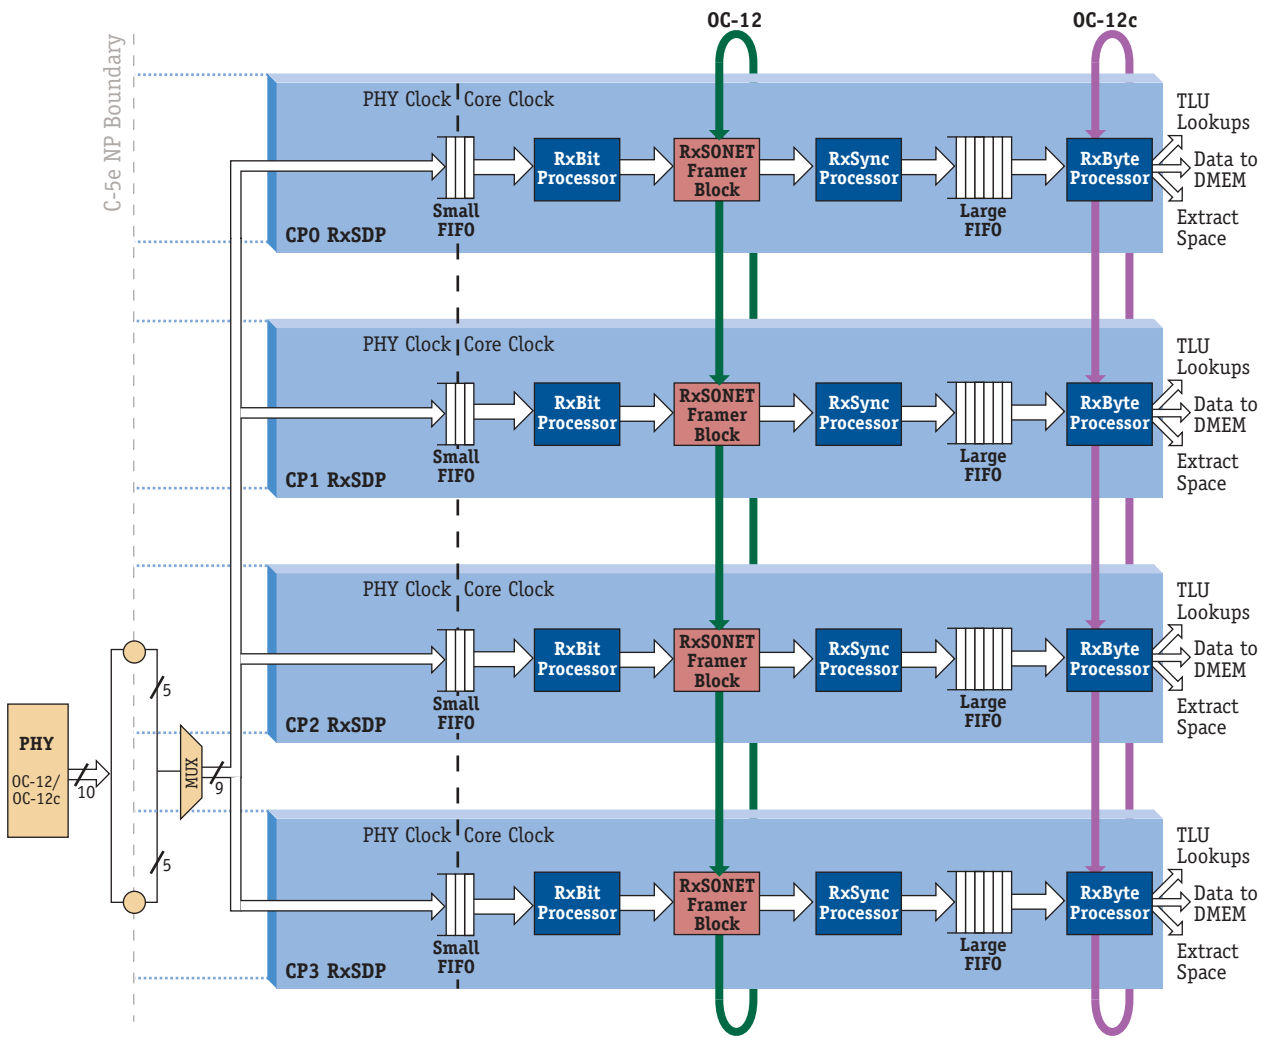 OC-12
OC-12c
C-5e NP Boundary
PHY Clock Core Clock
Small
FIFO
RxBit
Processor
RxSONET
Framer
Block
RxSync
Processor
Large
FIFO
RxByte
Processor
TLU
Lookups
Data to
DMEM
Extract
Space
CP0 RxSDP
PHY Clock Core Clock
Small
FIFO
RxBit
Processor
RxSONET
Framer
Block
RxSync
Processor
Large
FIFO
RxByte
Processor
TLU
Lookups
Data to
DMEM
Extract
Space
CP1 RxSDP
PHY Clock Core Clock
Small
FIFO
RxBit
Processor
RxSONET
Framer
Block
RxSync
Processor
Large
FIFO
RxByte
Processor
TLU
Lookups
Data to
DMEM
Extract
Space
CP2 RxSDP
PHY
OC-12/
OC-12c
10
5
5
MUX
9
PHY Clock Core Clock
Small
FIFO
RxBit
Processor
RxSONET
Framer
Block
RxSync
Processor
Large
FIFO
RxByte
Processor
TLU
Lookups
Data to
DMEM
Extract
Space
CP3 RxSDP